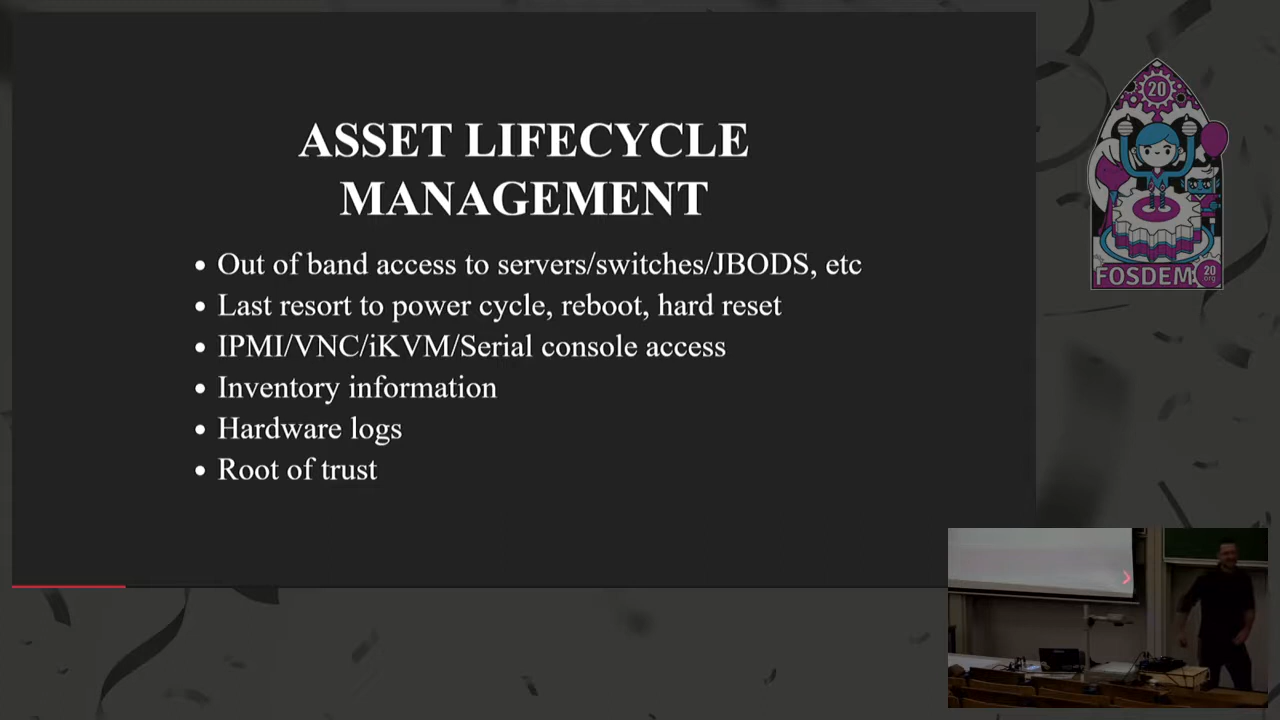 ASSET LIFECYCLE
MANAGEMENT
Out of band access to servers/switches/JBODS, etc
Last resort to power cycle, reboot, hard reset
IPMI/VNC/iKVM/Serial console access
Inventory information
Hardware logs
Root of trust
20
FOSDEM
20
org